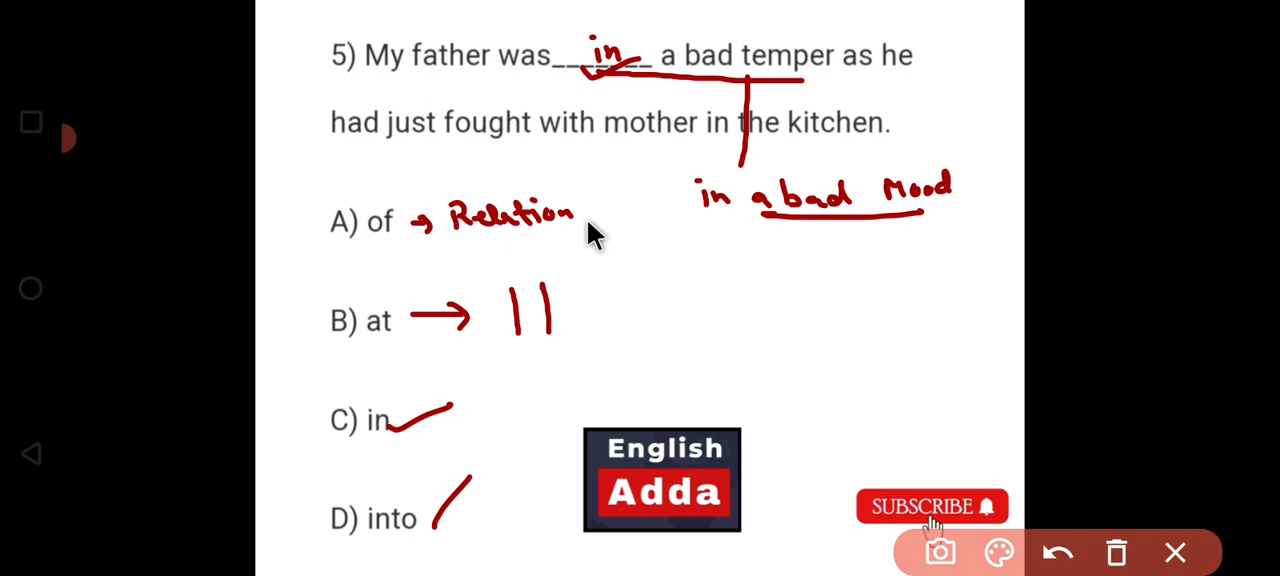 in
5) My father was_______ a bad temper as he
had just fought with mother in the kitchen.
in a bad Mood
A) of → Relation
B) at →
C) in
D) into
English
Adda
SUBSCRIBE